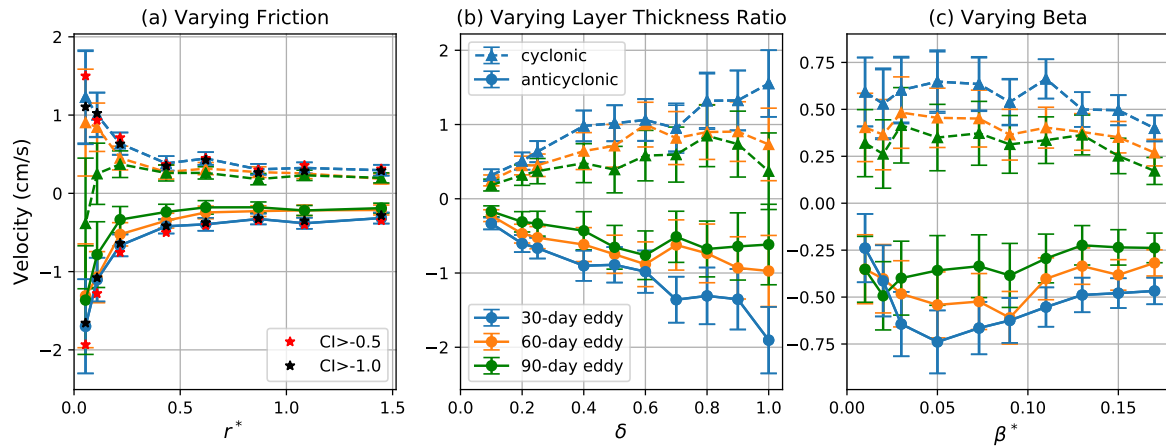 (a) Varying Friction
(b) Varying Layer Thickness Ratio
(c) Varying Beta
Velocity (cm/s)
2
1
0
−1
−2
0.0
0.5
1.0
1.5
r*
CI>-0.5
CI>-1.0
2
1
0
−1
−2
0.0
0.2
0.4
0.6
0.8
1.0
δ
cyclonic
anticyclonic
30-day eddy
60-day eddy
90-day eddy
0.75
0.50
0.25
0.00
−0.25
−0.50
−0.75
0.00
0.05
0.10
0.15
β*